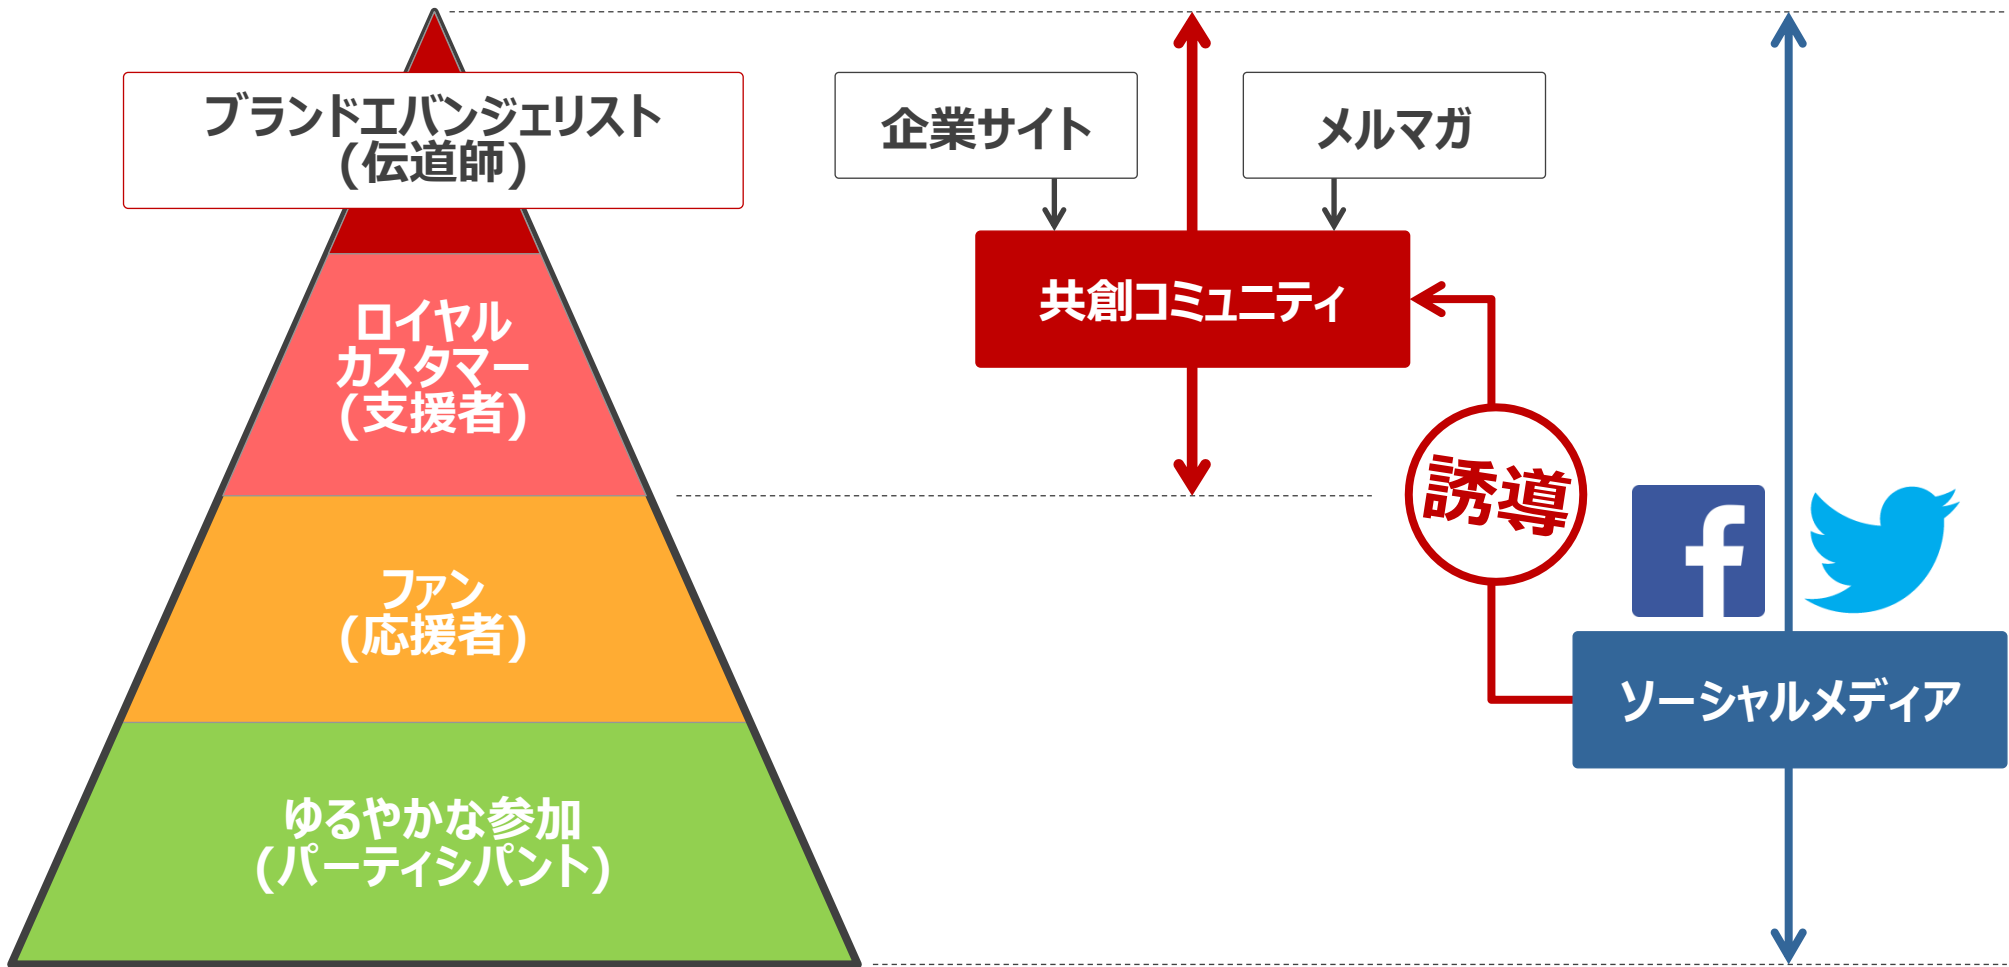 ブランドエバンジェリスト
(伝道師)
企業サイト
メルマガ
共創コミュニティ
ロイヤル
カスタマー
(支援者)
誘導
ファン
(応援者)
ソーシャルメディア
ゆるやかな参加
(パーティシパント)